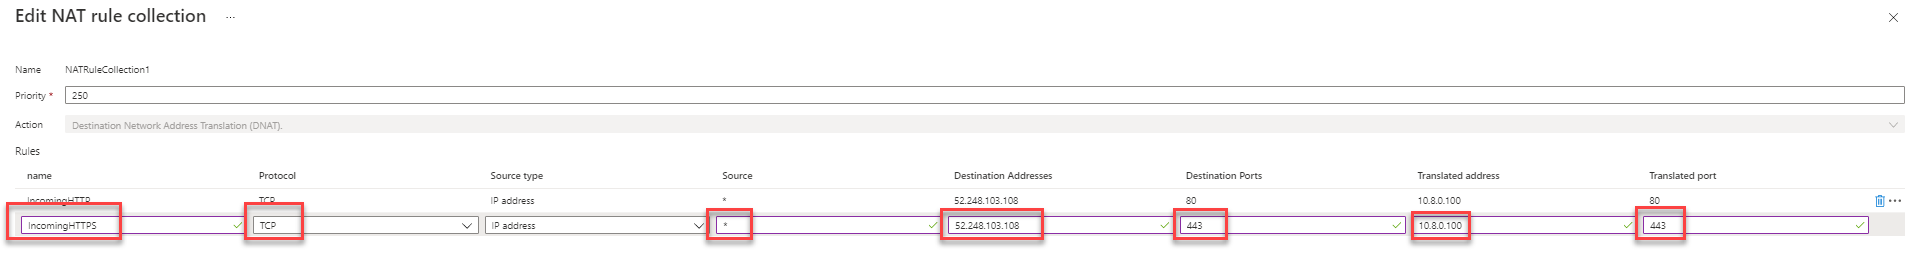 Edit NAT rule collection ...
Name NATRuleCollection1
Priority * 250
Action Destination Network Address Translation (DNAT).
Rules
name Protocol Source type Source Destination Addresses Destination Ports Translated address Translated port
IncomingHTTP TCP IP address * 52.248.103.108 80 10.8.0.100 80
IncomingHTTPS TCP IP address * 52.248.103.108 443 10.8.0.100 443